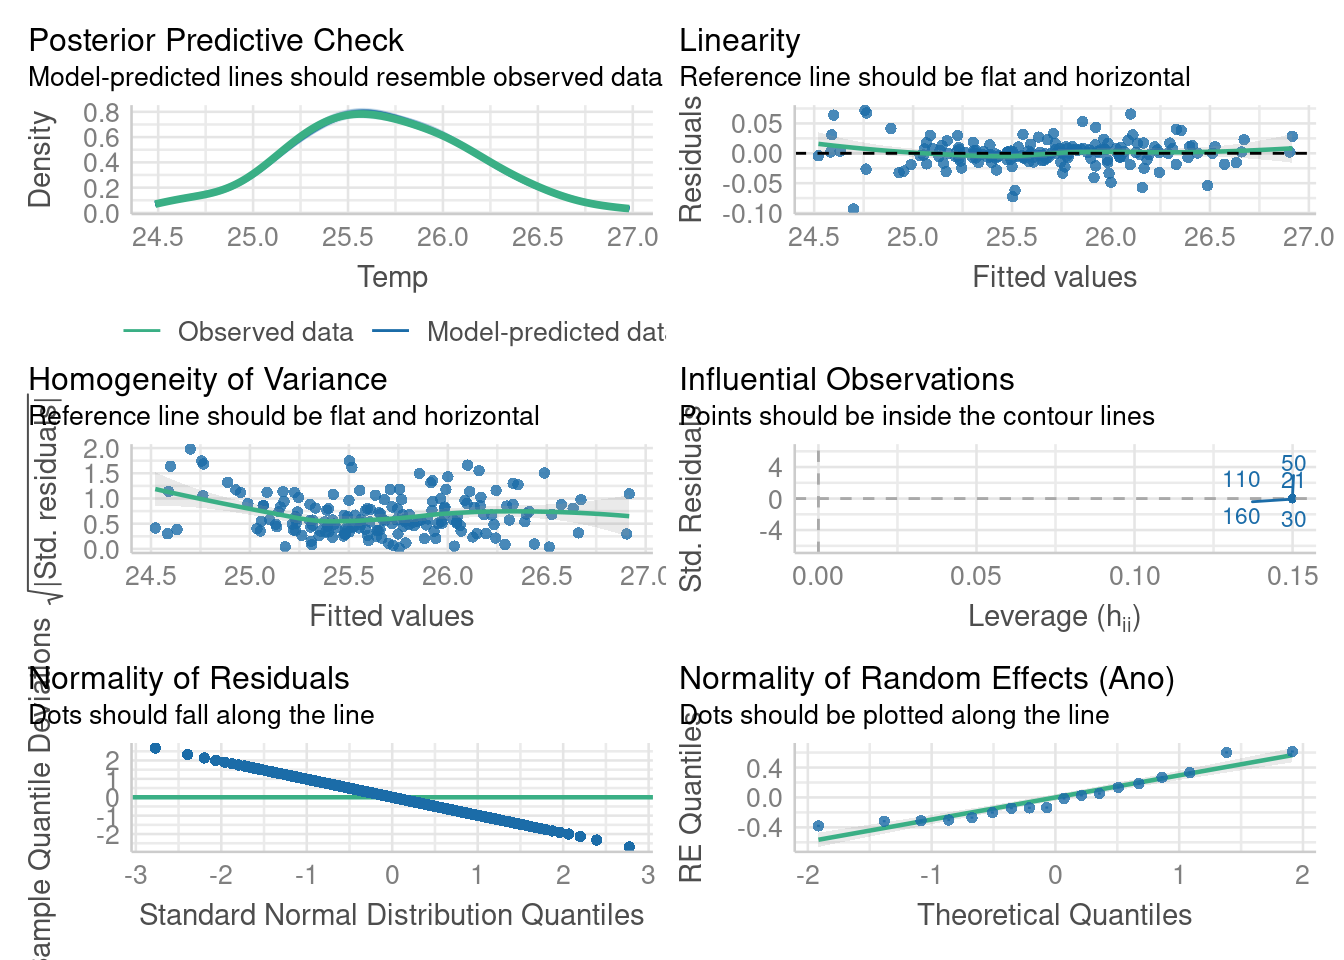 Posterior Predictive Check
Model-predicted lines should resemble observed data
Density
0.8
0.6
0.4
0.2
0.0
24.5 25.0 25.5 26.0 26.5 27.0
Temp
Observed data Model-predicted data
Linearity
Reference line should be flat and horizontal
Residuals
0.05
0.00
-0.05
-0.10
24.5 25.0 25.5 26.0 26.5 27.0
Fitted values
Homogeneity of Variance
Reference line should be flat and horizontal
√|Std. residuals|
2.0
1.5
1.0
0.5
0.0
24.5 25.0 25.5 26.0 26.5 27.0
Fitted values
Influential Observations
Points should be inside the contour lines
Std. Residuals
4
0
-4
50
110 21
160 30
0.00 0.05 0.10 0.15
Leverage (hii)
Normality of Residuals
Dots should fall along the line
Sample Quantile Deviations
2
1
0
-1
-2
-3 -2 -1 0 1 2 3
Standard Normal Distribution Quantiles
Normality of Random Effects (Ano)
Dots should be plotted along the line
RE Quantiles
0.4
0.0
-0.4
-2 -1 0 1 2
Theoretical Quantiles